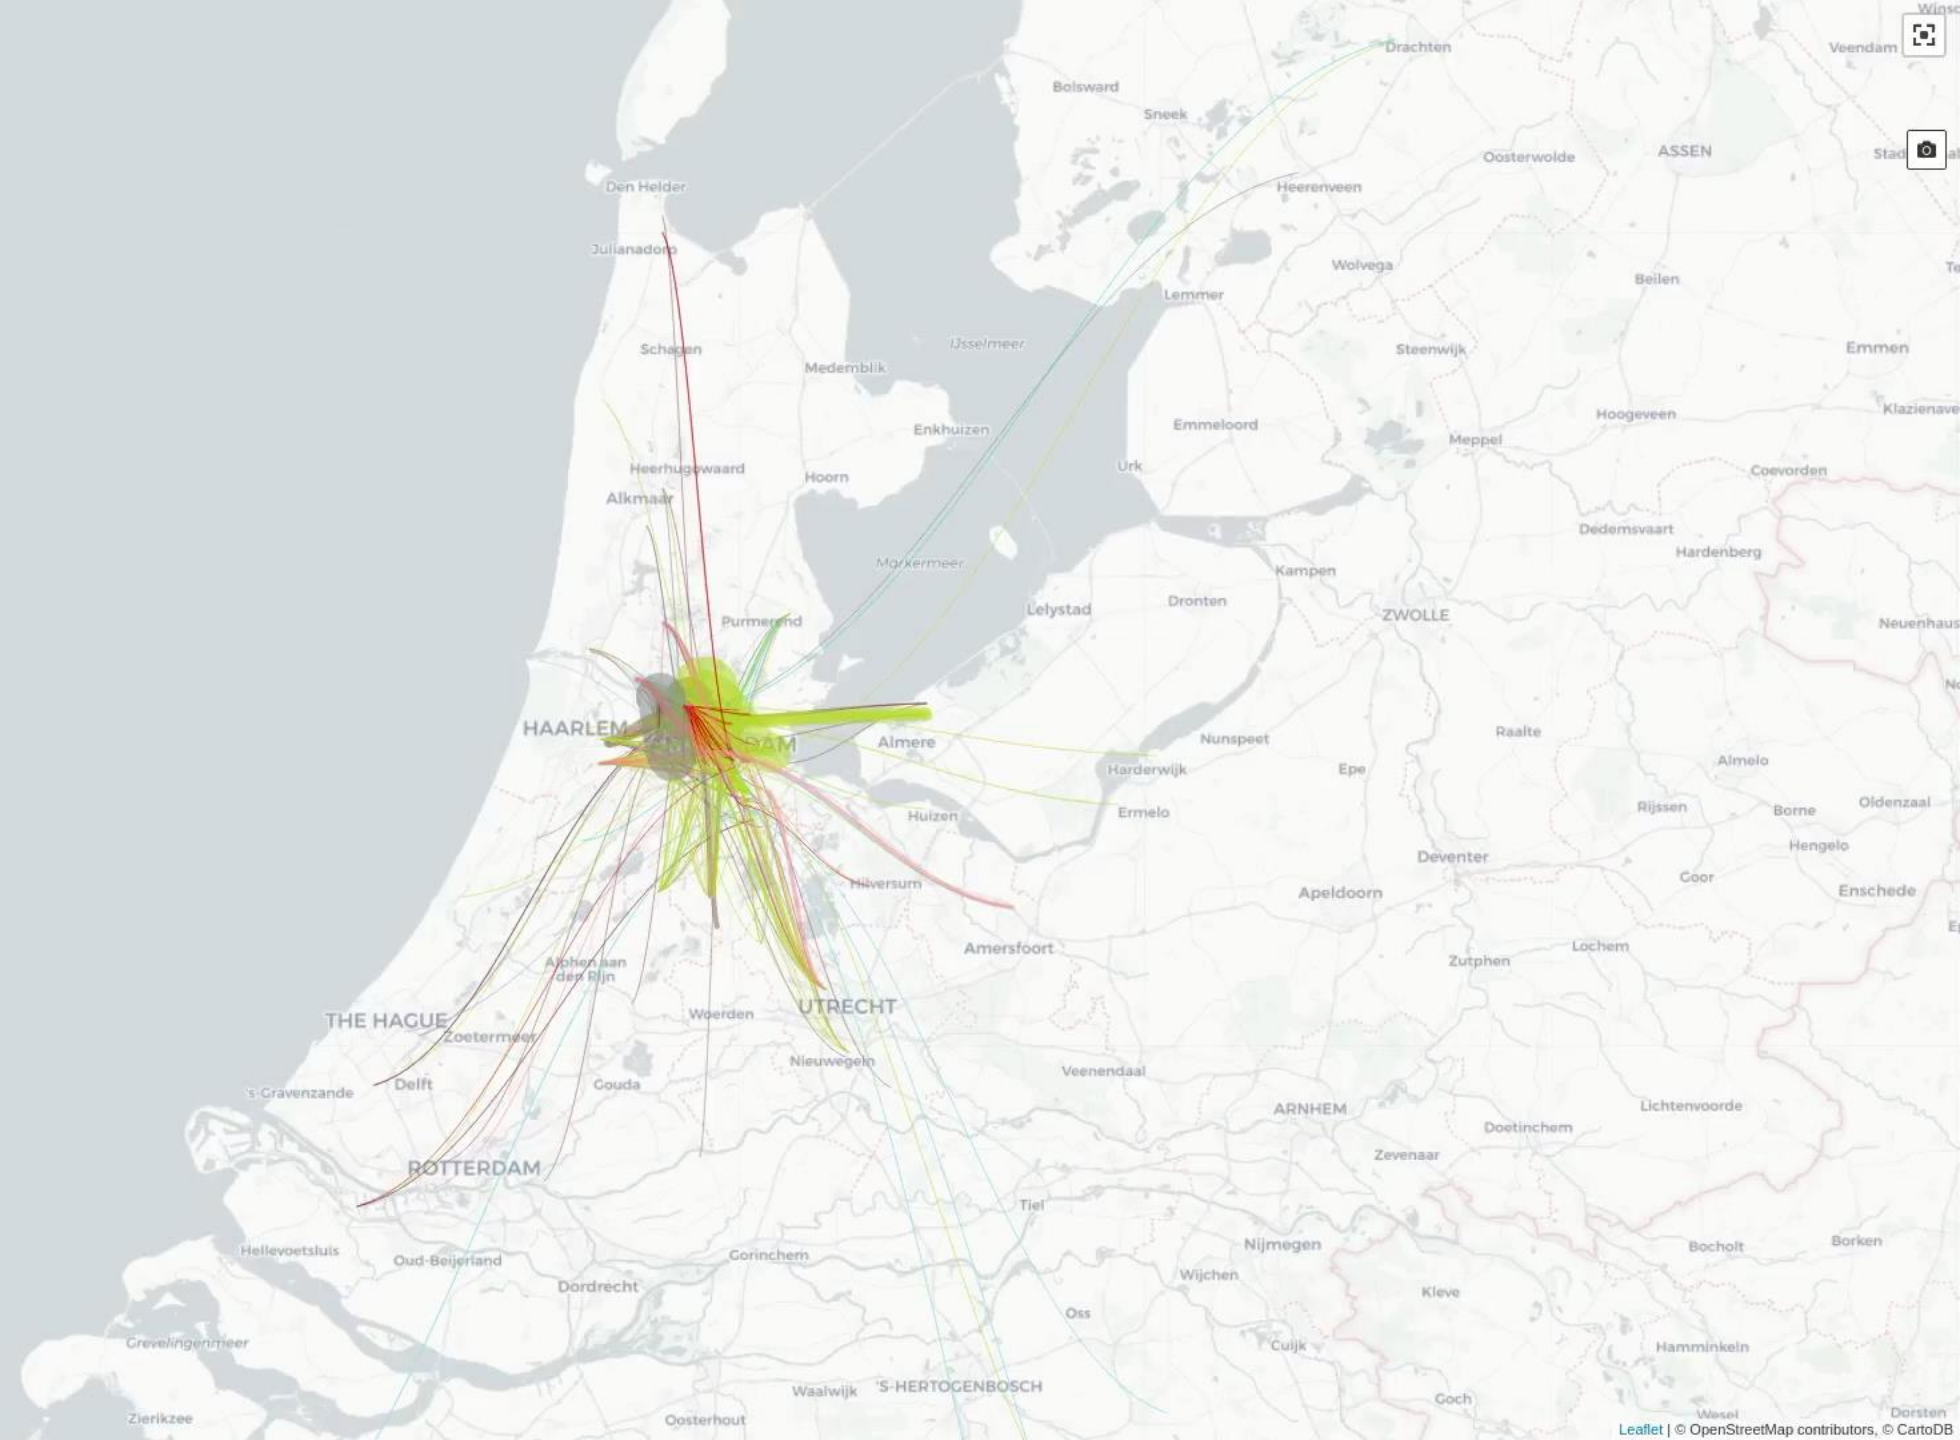 Drachten
Veendam
Bolsward
Sneek
Oosterwolde
ASSEN
Den Helder
Heerenveen
Julianadorp
Wolvega
Beilen
Lemmer
IJsselmeer
Schagen
Steenwijk
Emmen
Medemblik
Klazienave
Hoogeveen
Emmeloord
Enkhuizen
Meppel
Urk
Heerhugowaard
Coevorden
Hoorn
Alkmaar
Dedemsvaart
Hardenberg
Markermeer
Kampen
Dronten
Lelystad
ZWOLLE
Purmerend
Neuenhaus
HAARLEM
DAM
Almere
Nunspeet
Raalte
Harderwijk
Epe
Almelo
Ermelo
Huizen
Rijssen
Borne
Oldenzaal
Hengelo
Deventer
Goor
Hilversum
Apeldoorn
Enschede
Amersfoort
Lochem
Zutphen
Alphen aan
den Rijn
UTRECHT
Woerden
THE HAGUE
Zoetermeer
Nieuwegein
Veenendaal
Delft
Gouda
's-Gravenzande
ARNHEM
Lichtenvoorde
Doetinchem
Zevenaar
ROTTERDAM
Tiel
Hellevoetsluis
Oud-Beijerland
Gorinchem
Nijmegen
Bocholt
Borken
Wijchen
Dordrecht
Kleve
Oss
Grevelingenmeer
Cuijk
Hamminkeln
Waalwijk
'S-HERTOGENBOSCH
Goch
Zierikzee
Oosterhout
Wesel
Dorsten
Leaflet | © OpenStreetMap contributors, © CartoDB